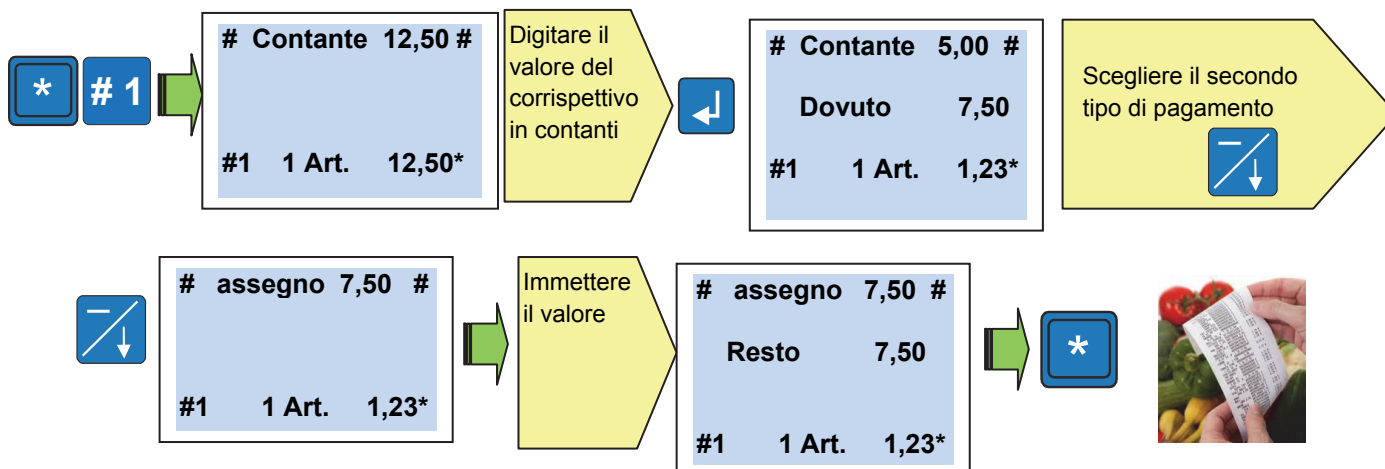 *
# 1
# Contante 12,50 #
#1 1 Art. 12,50*
Digitare il
valore del
corrispettivo
in contanti
# Contante 5,00 #
Dovuto 7,50
#1 1 Art. 1,23*
Scegliere il secondo
tipo di pagamento
# assegno 7,50 #
#1 1 Art. 1,23*
Immettere
il valore
# assegno 7,50 #
Resto 7,50
#1 1 Art. 1,23*
*